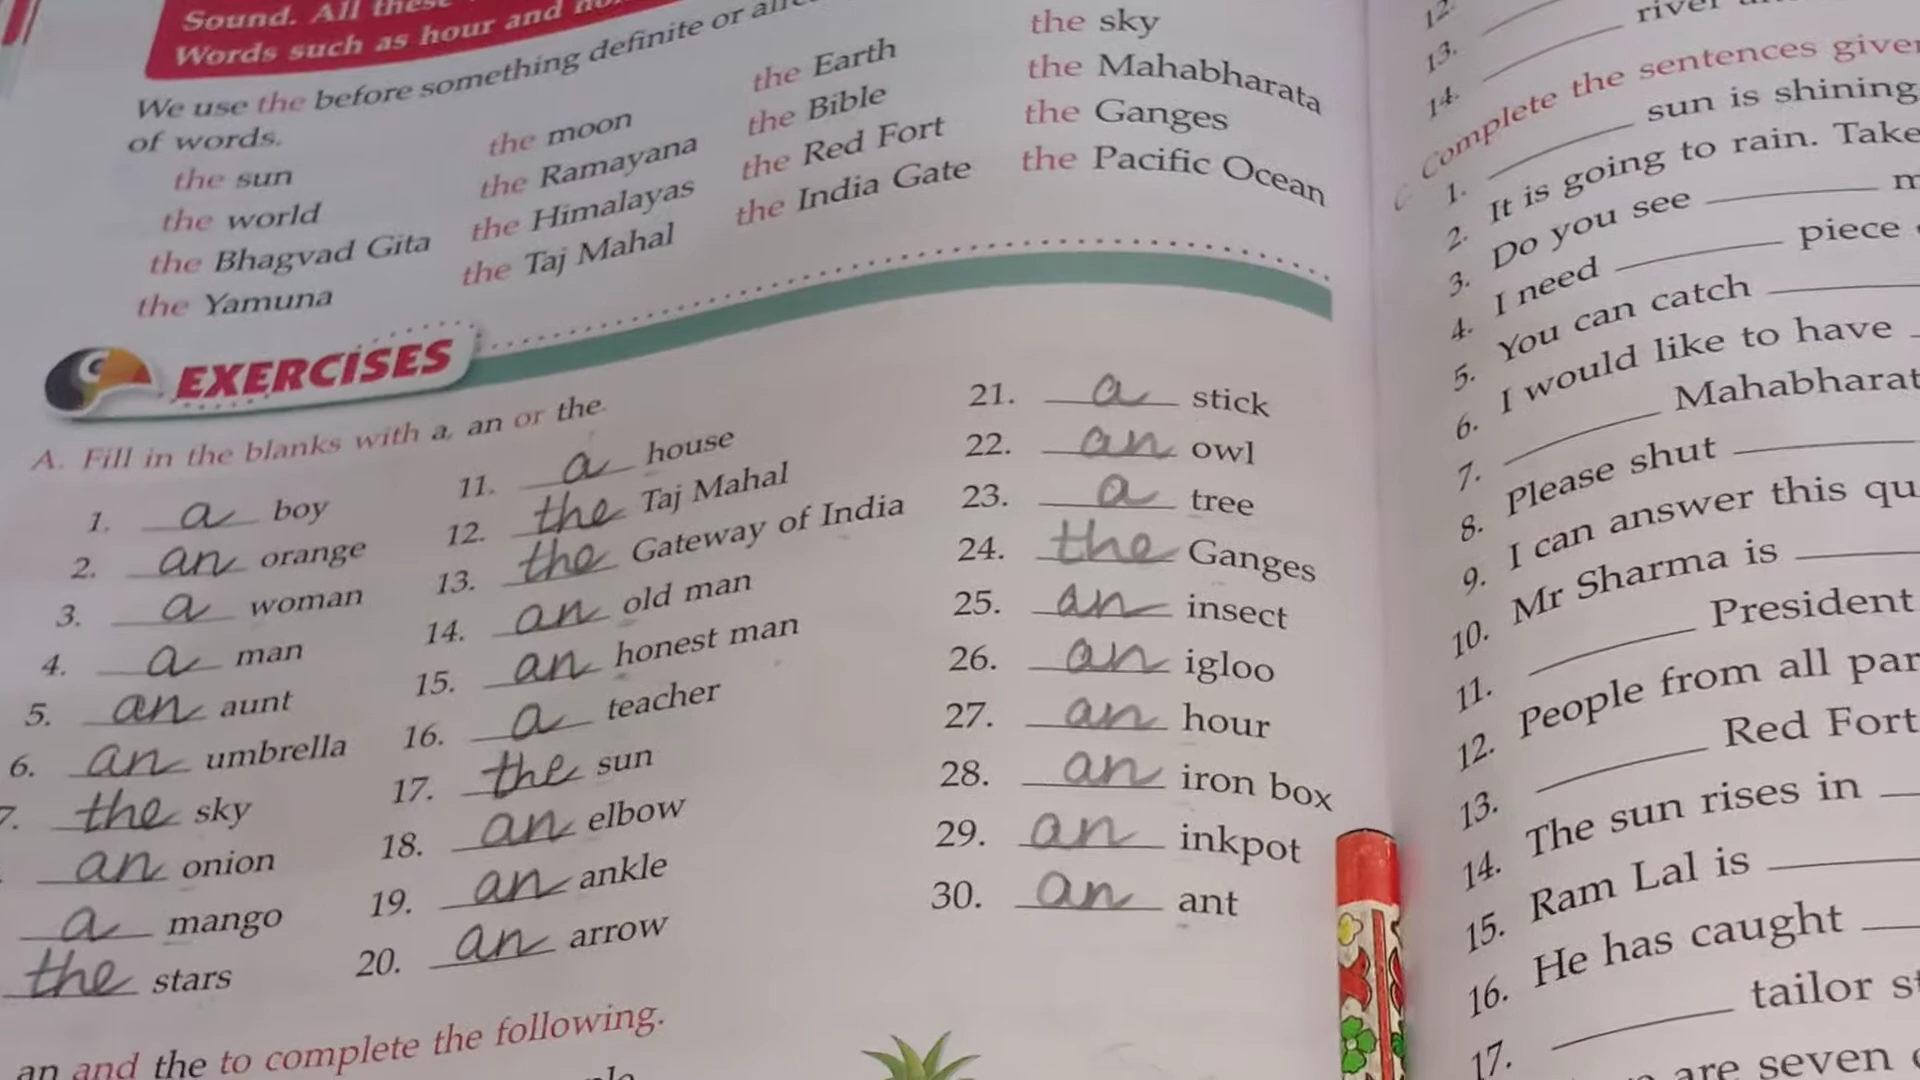 Sound. All these
Words such as hour and
We use the before something definite or
of words.
the sun
the world
the Bhagvad Gita
the Yamuna
the moon
the Ramayana
the Himalayas
the Taj Mahal
the Earth
the Bible
the Red Fort
the India Gate
the sky
the Mahabharata
the Ganges
the Pacific Ocean
EXERCISES
A. Fill in the blanks with a, an or the.
1. a boy
2. an orange
3. a woman
4. a man
5. an aunt
6. an umbrella
7. the sky
an onion
a mango
the stars
11. a house
12. the Taj Mahal
13. the Gateway of India
14. an old man
15. an honest man
16. a teacher
17. the sun
18. an elbow
19. an ankle
20. an arrow
21. a stick
22. an owl
23. a tree
24. the Ganges
25. an insect
26. an igloo
27. an hour
28. an iron box
29. an inkpot
30. an ant
an and the to complete the following.
12.
13. river
14.
C. Complete the sentences given
1. sun is shining
2. It is going to rain. Take
3. Do you see m
4. I need piece
5. You can catch
6. I would like to have
7. Mahabharat
8. Please shut
9. I can answer this qu
10. Mr Sharma is
11. President
12. People from all par
13. Red Fort
14. The sun rises in
15. Ram Lal is
16. He has caught
17. tailor s
are seven